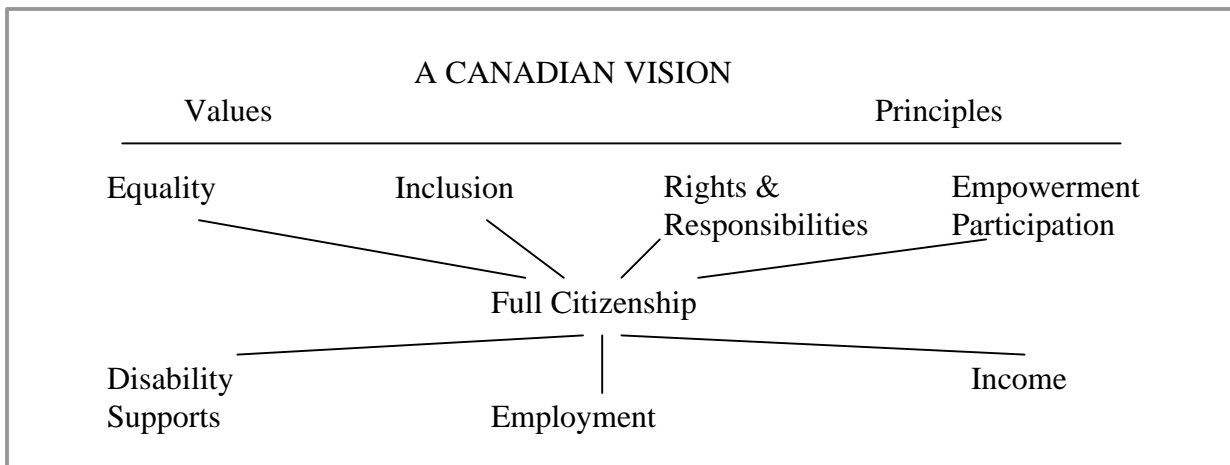 A CANADIAN VISION
Values Principles
Equality Inclusion Rights & Responsibilities Empowerment Participation
Full Citizenship
Disability Supports Employment Income